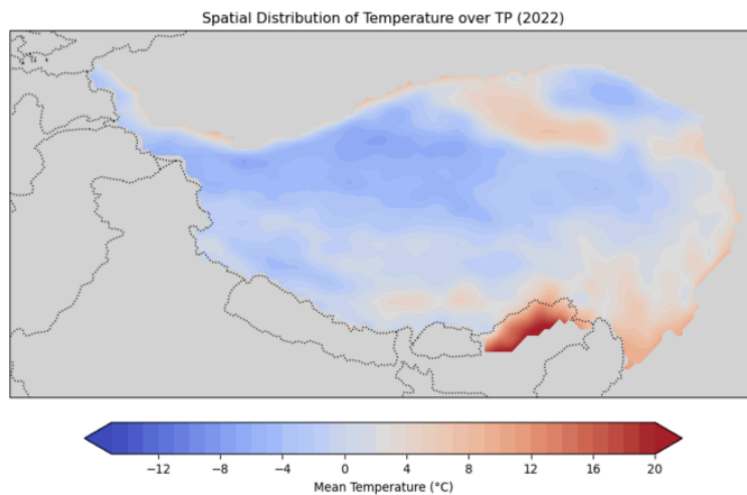 Spatial Distribution of Temperature over TP (2022)
−12 −8 −4 0 4 8 12 16 20
Mean Temperature (°C)